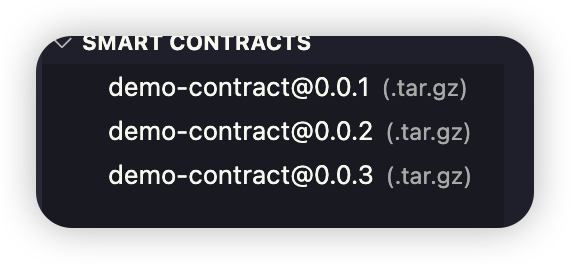 SMART CONTRACTS
demo-contract@0.0.1 (.tar.gz)
demo-contract@0.0.2 (.tar.gz)
demo-contract@0.0.3 (.tar.gz)